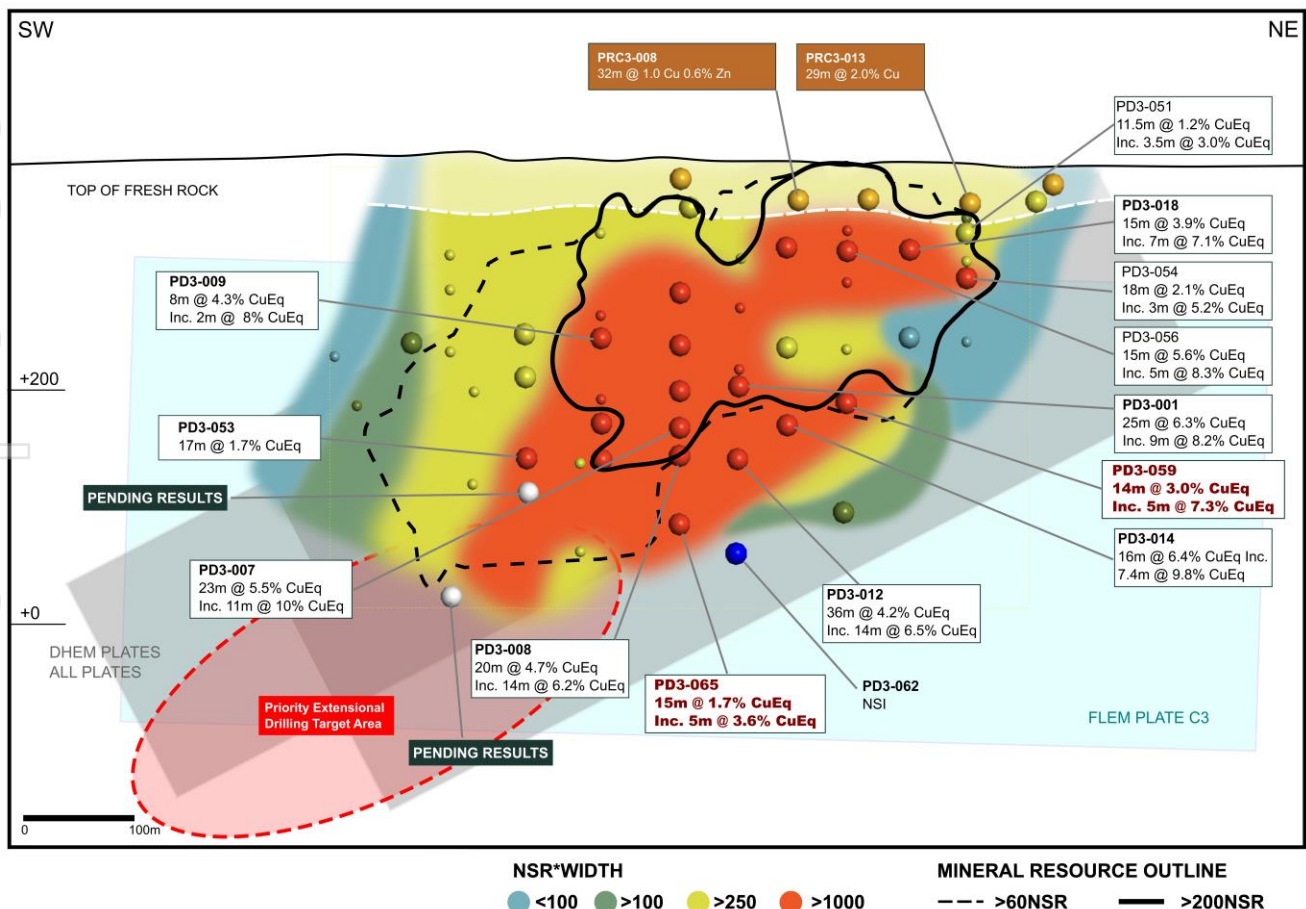 SW
NE
PRC3-008
32m @ 1.0 Cu 0.6% Zn
PRC3-013
29m @ 2.0% Cu
PD3-051
11.5m @ 1.2% CuEq
Inc. 3.5m @ 3.0% CuEq
TOP OF FRESH ROCK
PD3-018
15m @ 3.9% CuEq
Inc. 7m @ 7.1% CuEq
PD3-009
8m @ 4.3% CuEq
Inc. 2m @ 8% CuEq
PD3-054
18m @ 2.1% CuEq
Inc. 3m @ 5.2% CuEq
PD3-056
15m @ 5.6% CuEq
Inc. 5m @ 8.3% CuEq
+200
PD3-001
25m @ 6.3% CuEq
Inc. 9m @ 8.2% CuEq
PD3-053
17m @ 1.7% CuEq
PD3-059
14m @ 3.0% CuEq
Inc. 5m @ 7.3% CuEq
PENDING RESULTS
PD3-014
16m @ 6.4% CuEq Inc.
7.4m @ 9.8% CuEq
PD3-007
23m @ 5.5% CuEq
Inc. 11m @ 10% CuEq
PD3-012
36m @ 4.2% CuEq
Inc. 14m @ 6.5% CuEq
+0
DHEM PLATES
ALL PLATES
PD3-008
20m @ 4.7% CuEq
Inc. 14m @ 6.2% CuEq
PD3-065
15m @ 1.7% CuEq
Inc. 5m @ 3.6% CuEq
PD3-062
NSI
Priority Extensional
Drilling Target Area
FLEM PLATE C3
PENDING RESULTS
0 100m
NSR*WIDTH
<100 >100 >250 >1000
MINERAL RESOURCE OUTLINE
>60NSR >200NSR